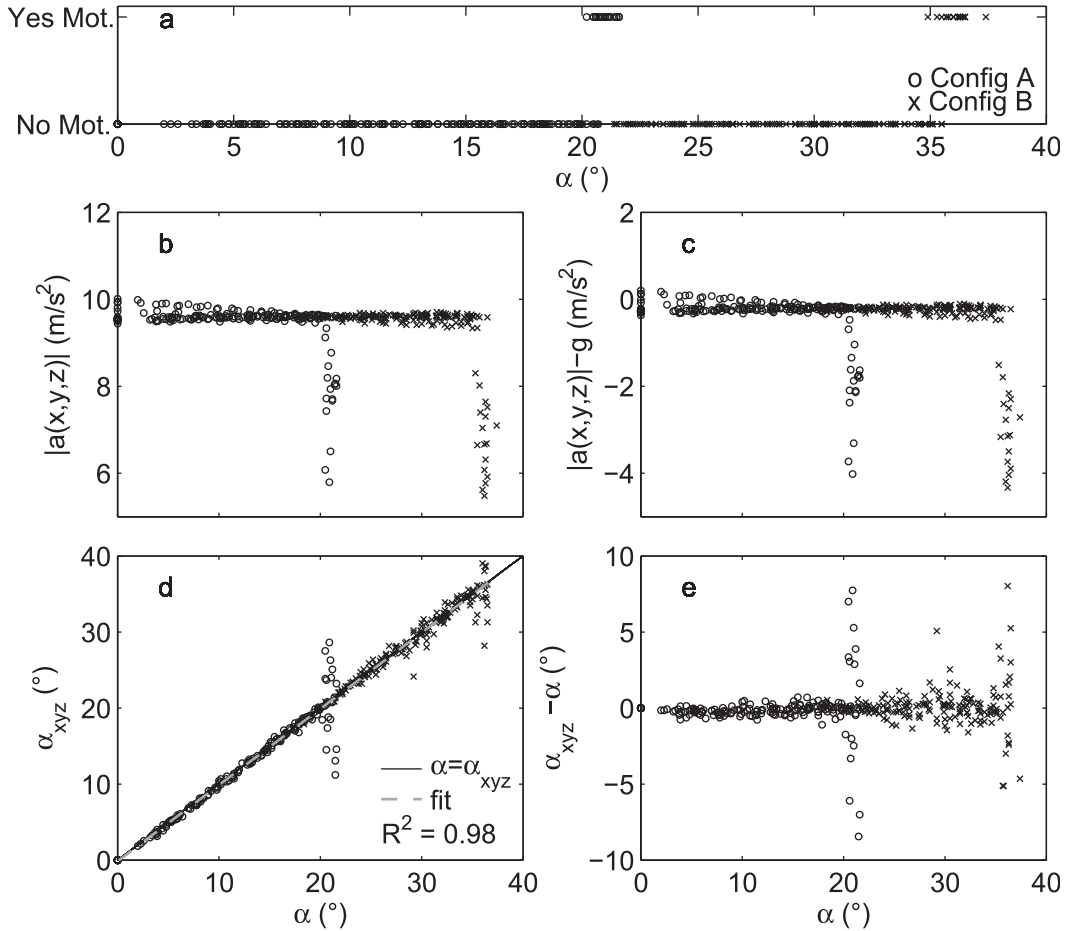 Yes Mot.
a
o Config A
x Config B
No Mot.
0 5 10 15 20 25 30 35 40
α (°)
12
10
8
6
|a(x,y,z)| (m/s²)
b
2
0
−2
−4
|a(x,y,z)|−g (m/s²)
c
40
30
20
10
0
α_xyz (°)
d
α=α_xyz
fit
R² = 0.98
0 10 20 30 40
α (°)
10
5
0
−5
−10
α_xyz−α (°)
e
0 10 20 30 40
α (°)